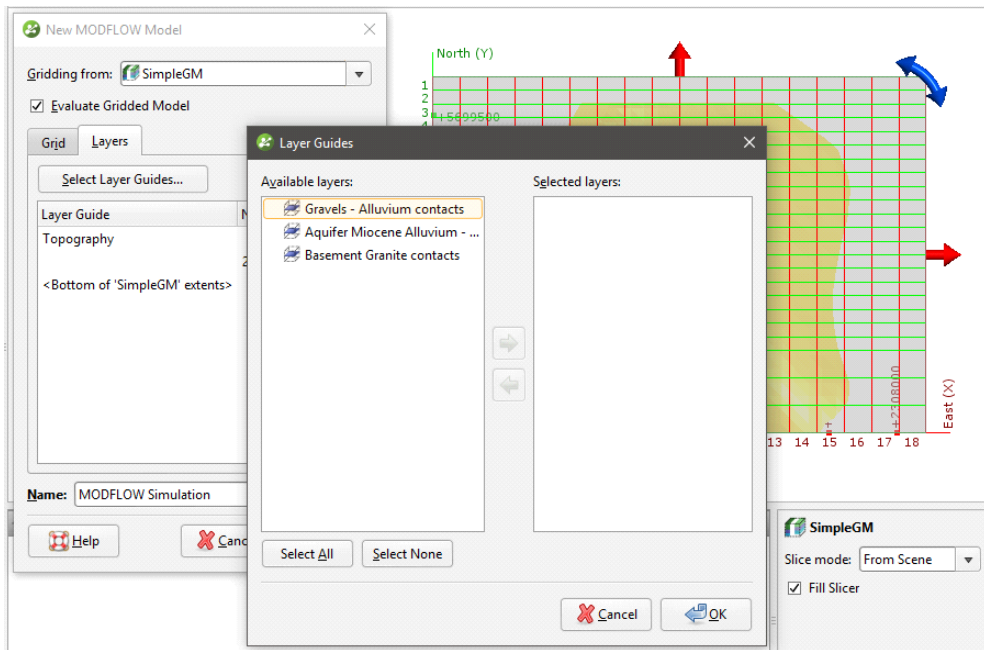 New MODFLOW Model
Gridding from: SimpleGM
Evaluate Gridded Model
Grid
Layers
Select Layer Guides...
Layer Guide
N
Topography
2
<Bottom of 'SimpleGM' extents>
Name: MODFLOW Simulation
Help
Canc
Layer Guides
Available layers:
Gravels - Alluvium contacts
Aquifer Miocene Alluvium - ...
Basement Granite contacts
Selected layers:
Select All
Select None
Cancel
OK
North (Y)
1
2
3
+5699500
East (X)
+2308000
13 14 15 16 17 18
SimpleGM
Slice mode: From Scene
Fill Slicer